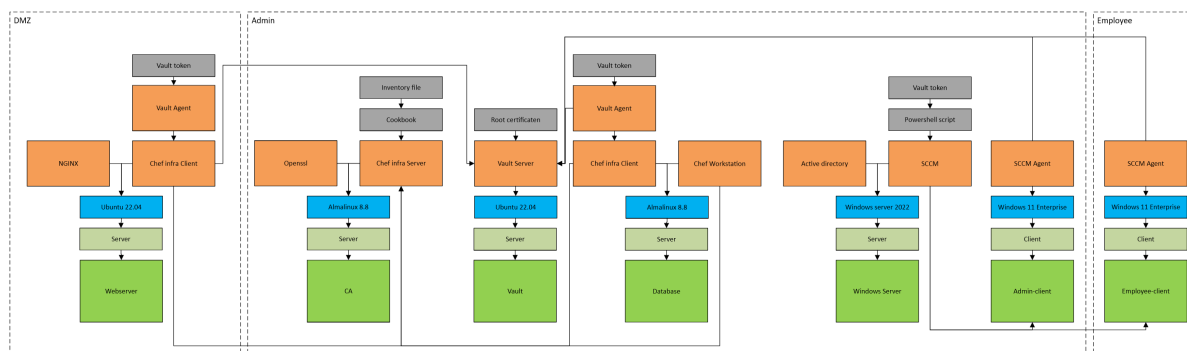 DMZ
Admin
Employee
Vault token
Vault Agent
NGINX
Chef infra Client
Ubuntu 22.04
Server
Webserver
Inventory file
Cookbook
Openssl
Chef infra Server
Almalinux 8.8
Server
CA
Root certificaten
Vault Server
Ubuntu 22.04
Server
Vault
Vault token
Vault Agent
Chef infra Client
Chef Workstation
Almalinux 8.8
Server
Database
Vault token
Powershell script
Active directory
SCCM
Windows server 2022
Server
Windows Server
SCCM Agent
Windows 11 Enterprise
Client
Admin-client
SCCM Agent
Windows 11 Enterprise
Client
Employee-client